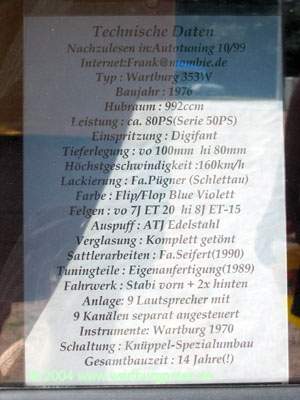 Technische Daten
Nachzulesen in:Autotuning 10/99
Internet:Frank@mombie.de
Typ : Wartburg 353W
Baujahr : 1976
Hubraum : 992ccm
Leistung : ca. 80PS(Serie 50PS)
Einspritzung : Digifant
Tieferlegung : vo 100mm hi 80mm
Höchstgeschwindigkeit :160km/h
Lackierung : Fa.Pügner (Schlettau)
Farbe : Flip/Flop Blue Violett
Felgen : vo 7J ET 20 hi 8J ET-15
Auspuff : ATJ Edelstahl
Verglasung : Komplett getönt
Sattlerarbeiten : Fa.Seifert(1990)
Tuningteile : Eigenanfertigung(1989)
Fahrwerk : Stabi vorn + 2x hinten
Anlage: 9 Lautsprecher mit
9 Kanälen separat angesteuert
Instrumente: Wartburg 1970
Schaltung : Knüppel-Spezialumbau
Gesamtbauzeit : 14 Jahre(!)
© 2004